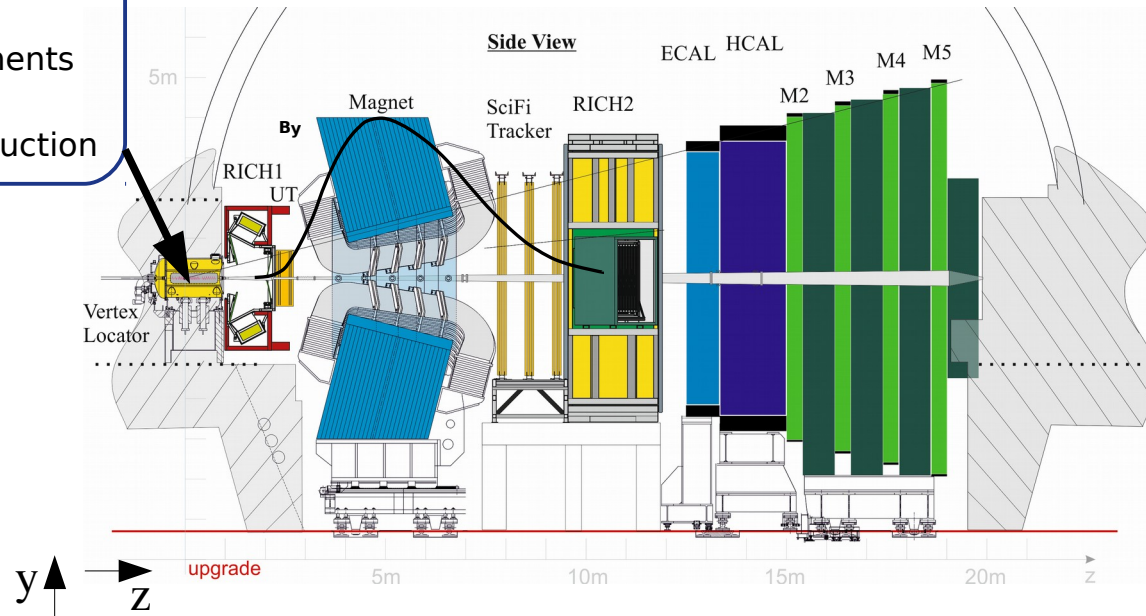 nents
uction
5m
Side View
ECAL
HCAL
M2
M3
M4
M5
By
Magnet
SciFi
Tracker
RICH2
RICH1
UT
Vertex
Locator
upgrade
5m
10m
15m
20m
z
y
z